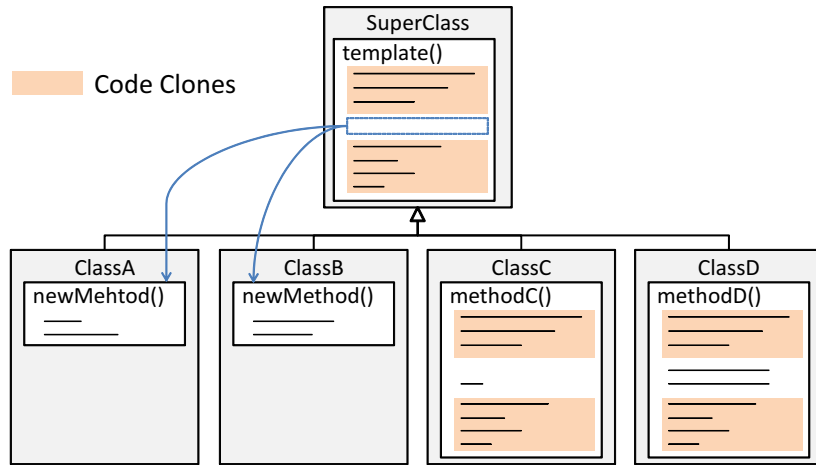 SuperClass
template()
Code Clones
ClassA
newMehtod()
ClassB
newMethod()
ClassC
methodC()
ClassD
methodD()